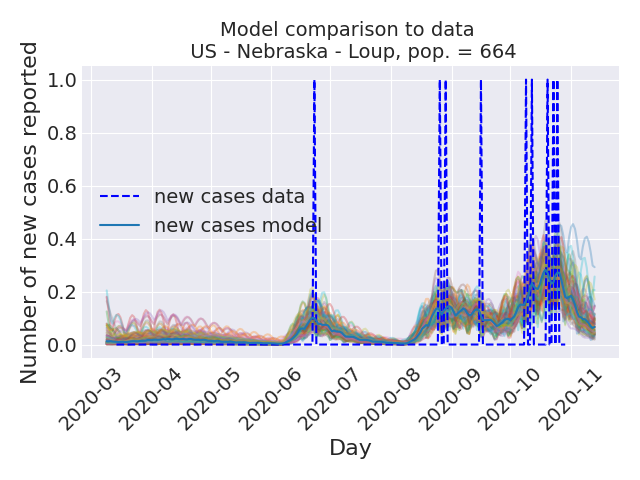 Model comparison to data
US - Nebraska - Loup, pop. = 664
Number of new cases reported
1.0
0.8
0.6
0.4
0.2
0.0
new cases data
new cases model
2020-03
2020-04
2020-05
2020-06
2020-07
2020-08
2020-09
2020-10
2020-11
Day